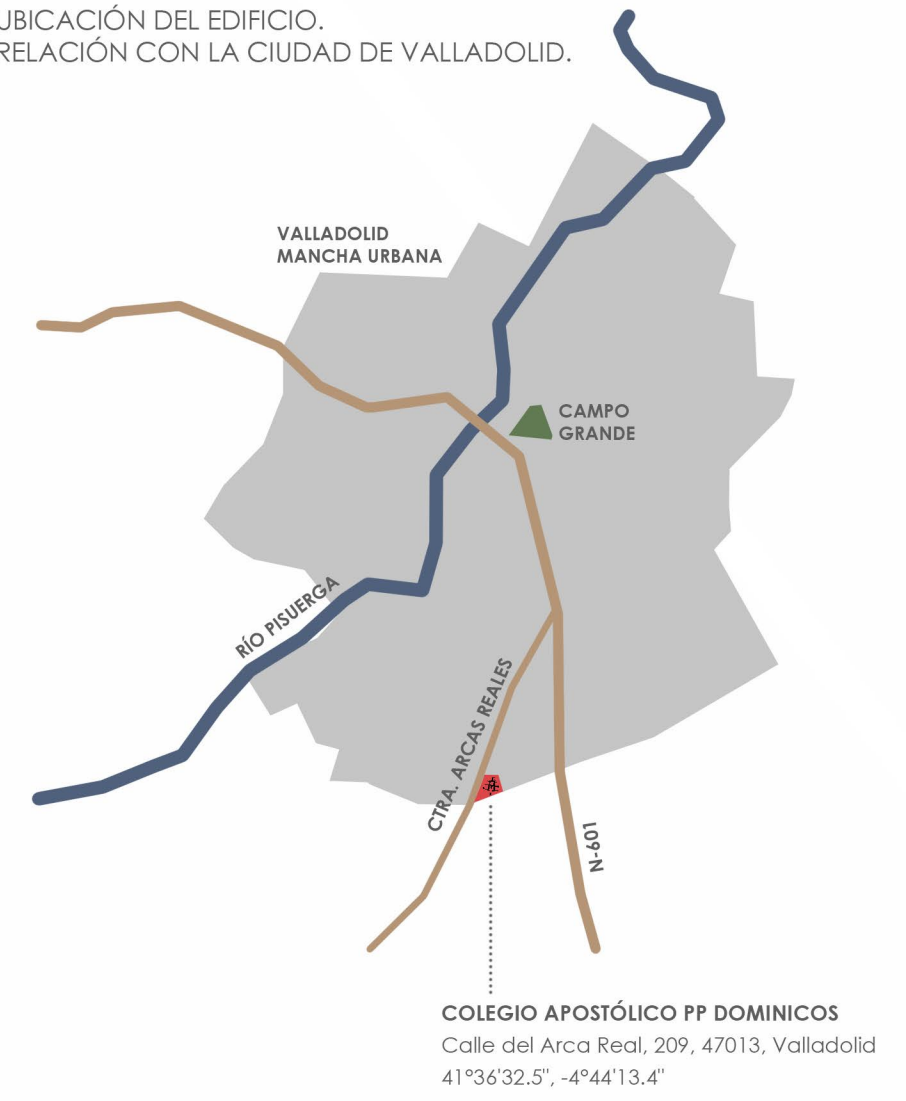 UBICACIÓN DEL EDIFICIO.
RELACIÓN CON LA CIUDAD DE VALLADOLID.
VALLADOLID
MANCHA URBANA
CAMPO
GRANDE
RÍO PISUERGA
CTRA. ARCAS REALES
N-601
COLEGIO APOSTÓLICO PP DOMINICOS
Calle del Arca Real, 209, 47013, Valladolid
41°36'32.5", -4°44'13.4"